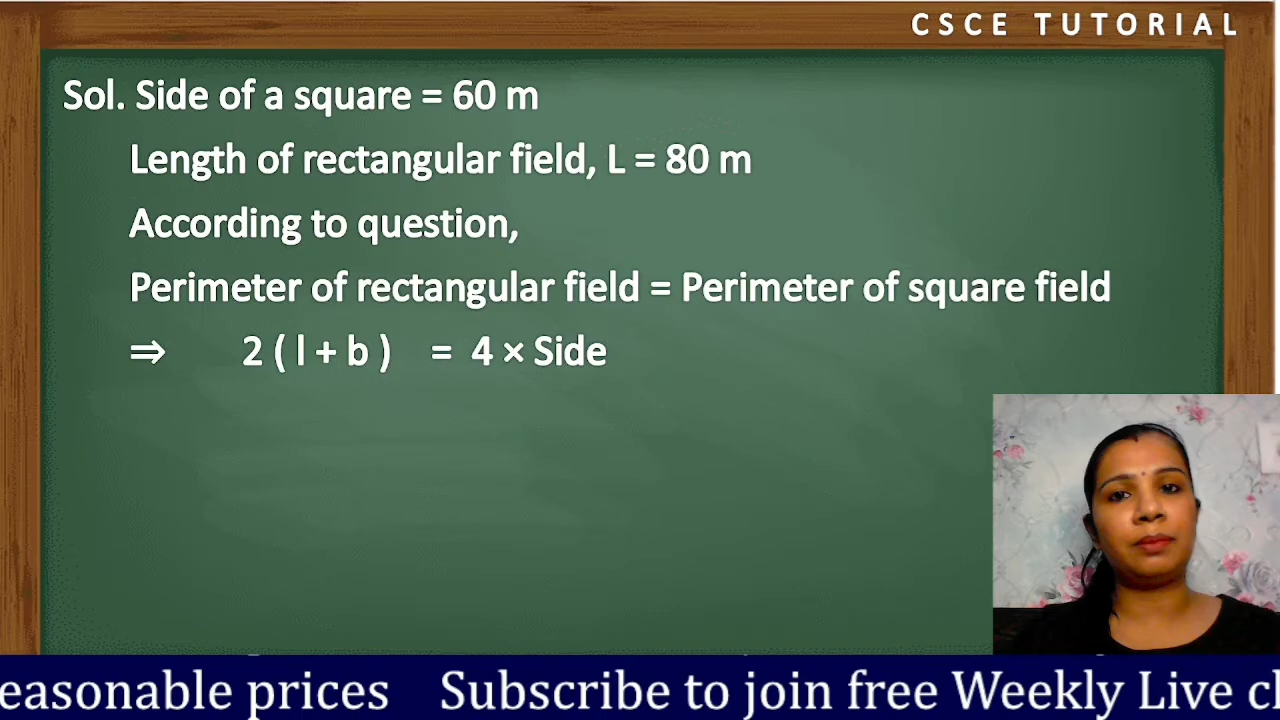 CSCE TUTORIAL
Sol. Side of a square = 60 m
Length of rectangular field, L = 80 m
According to question,
Perimeter of rectangular field = Perimeter of square field
⇒ 2 ( l + b ) = 4 × Side
easonable prices Subscribe to join free Weekly Live cl